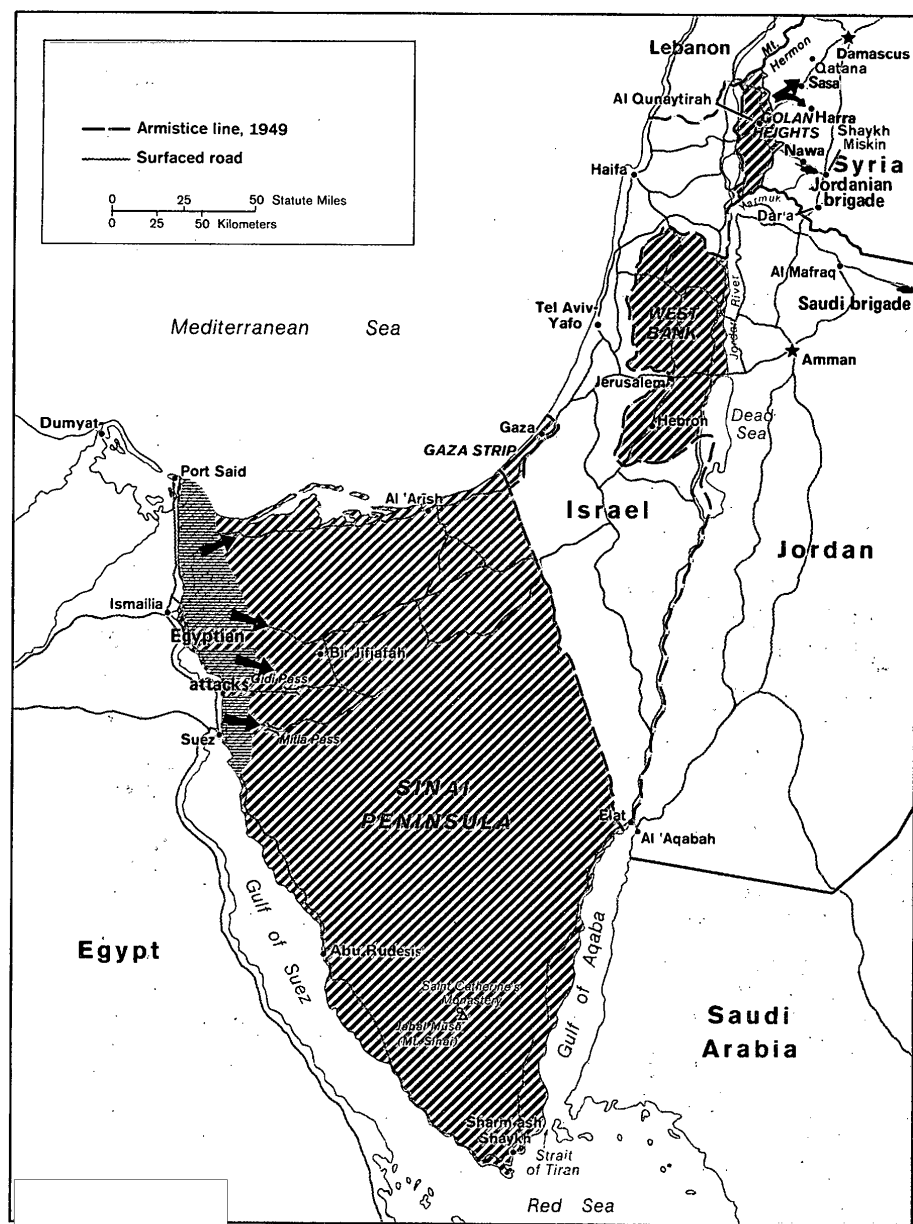 Armistice line, 1949
Surfaced road
0 25 50 Statute Miles
0 25 50 Kilometers
Lebanon
Mt. Hermon
Damascus
Qatana
Sasa
Al Qunaytirah
GOLAN
HEIGHTS
Harra
Shaykh
Miskin
Nawa
Syria
Haifa
Jordanian
brigade
Yarmuk
Dar'a
Al Mafraq
Saudi brigade
Tel Aviv-
Yafo
WEST
BANK
Jordan River
Mediterranean Sea
Amman
Jerusalem
Dead
Sea
Hebron
Gaza
GAZA STRIP
Dumyat
Port Said
Al 'Arish
Israel
Jordan
Ismailia
Egyptian
attacks
Bir Jifjafah
Gidi Pass
Suez
Mitla Pass
SINAI
PENINSULA
Elat
Al 'Aqabah
Gulf of Suez
Gulf of Aqaba
Egypt
Abu Rudeis
Saint Catherine's
Monastery
Jabal Musa
(Mt. Sinai)
Saudi
Arabia
Sharm ash
Shaykh
Strait
of Tiran
Red Sea